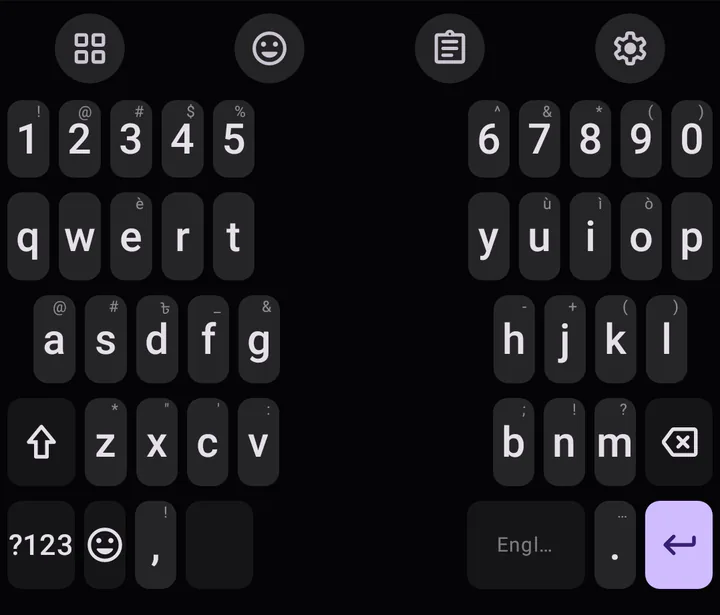 ! @ # $ % ^ & * ( )
1 2 3 4 5 6 7 8 9 0
è ù ì ò
q w e r t y u i o p
@ # _ & - + ( )
a s d f g h j k l
* " ' : ; ! ?
z x c v b n m
! …
?123 , Engl… .